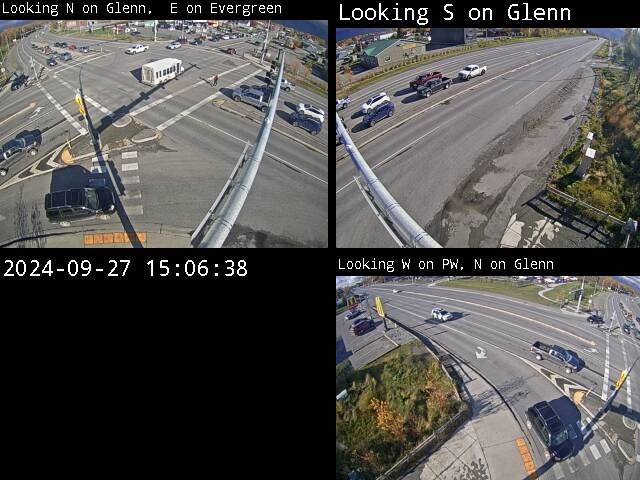 Looking N on Glenn,  E on Evergreen
Looking S on Glenn
2024-09-27 15:06:38
Looking W on PW, N on Glenn